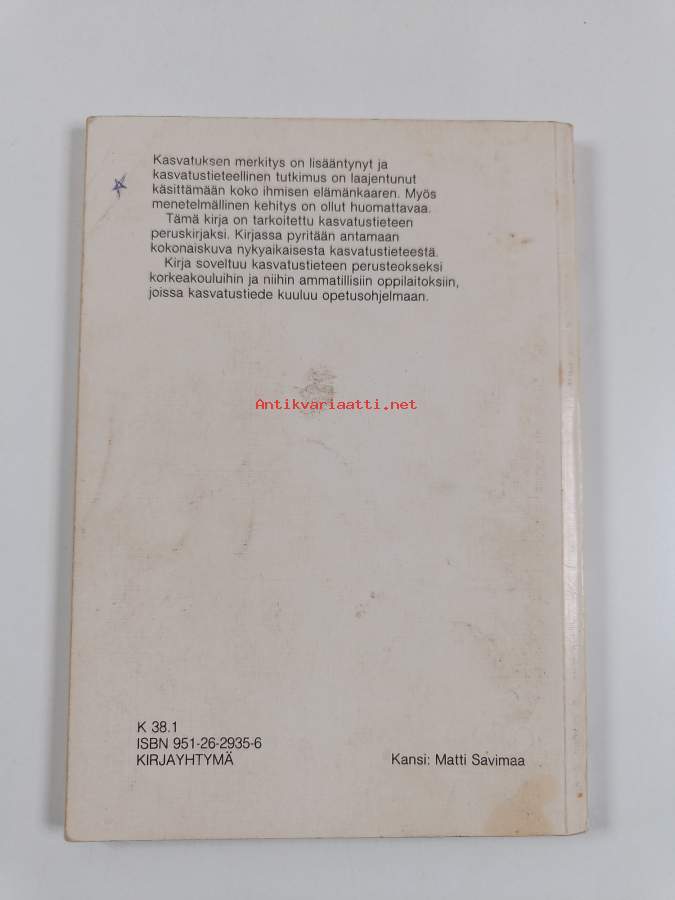 Kasvatuksen merkitys on lisääntynyt ja
kasvatustieteellinen tutkimus on laajentunut
käsittämään koko ihmisen elämänkaaren. Myös
menetelmällinen kehitys on ollut huomattavaa.
Tämä kirja on tarkoitettu kasvatustieteen
peruskirjaksi. Kirjassa pyritään antamaan
kokonaiskuva nykyaikaisesta kasvatustieteestä.
Kirja soveltuu kasvatustieteen perusteokseksi
korkeakouluihin ja niihin ammatillisiin oppilaitoksiin,
joissa kasvatustiede kuuluu opetusohjelmaan.
Antikvariaatti.net
K 38.1
ISBN 951-26-2935-6
KIRJAYHTYMÄ
Kansi: Matti Savimaa